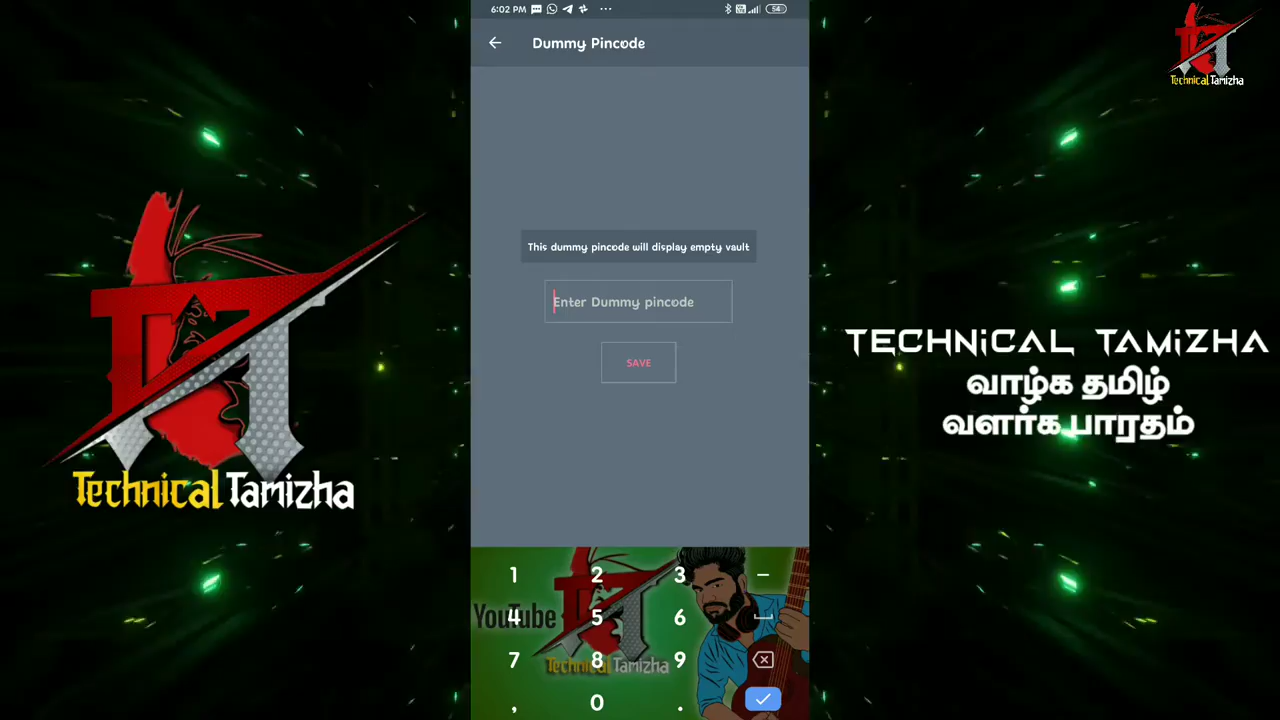 6:02 PM
54
Dummy Pincode
Technical Tamizha
This dummy pincode will display empty vault
Enter Dummy pincode
SAVE
Technical Tamizha
TECHNiCAL TAMiZHA
வாழ்க தமிழ்
வளர்க பாரதம்
1 2 3 –
YouTube
4 5 6
7 8 9
Technical Tamizha
, 0 .